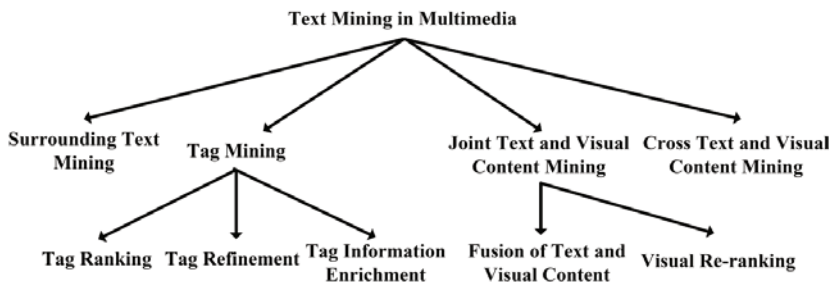 Text Mining in Multimedia
Surrounding Text
Mining
Tag Mining
Joint Text and Visual
Content Mining
Cross Text and Visual
Content Mining
Tag Ranking
Tag Refinement
Tag Information
Enrichment
Fusion of Text and
Visual Content
Visual Re-ranking